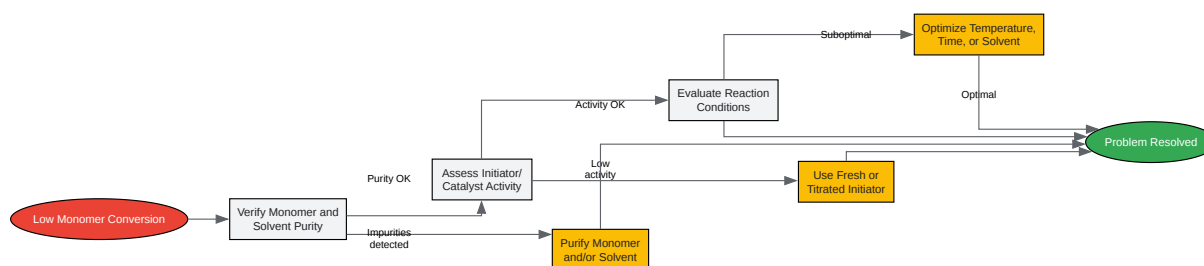 Optimize Temperature,
Time, or Solvent
Suboptimal
Evaluate Reaction
Conditions
Activity OK
Optimal
Problem Resolved
Assess Initiator/
Catalyst Activity
Purity OK
Low
activity
Use Fresh or
Titrated Initiator
Low Monomer Conversion
Verify Monomer and
Solvent Purity
Impurities
detected
Purify Monomer
and/or Solvent